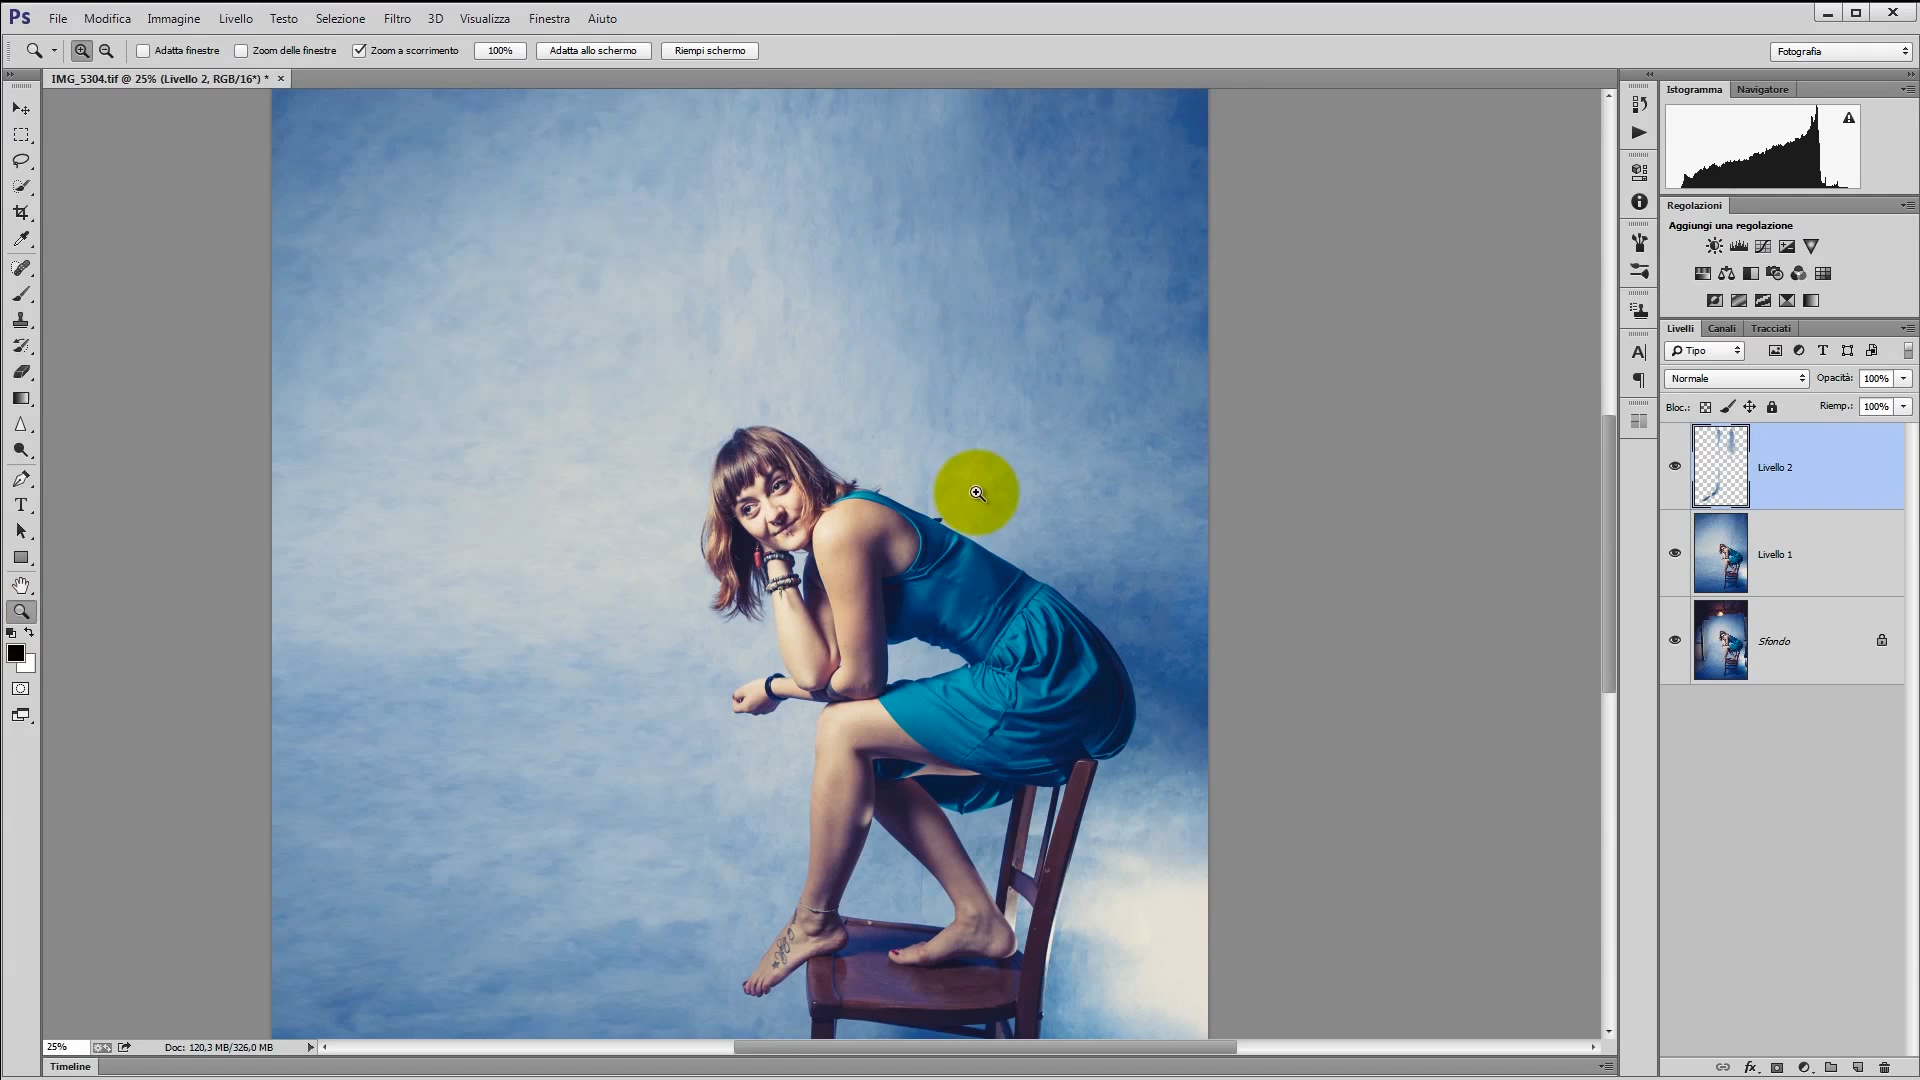 Ps File Modifica Immagine Livello Testo Selezione Filtro 3D Visualizza Finestra Aiuto
Adatta finestre Zoom delle finestre Zoom a scorrimento 100% Adatta allo schermo Riempi schermo Fotografia
IMG_5304.tif @ 25% (Livello 2, RGB/16*) *
Istogramma Navigatore
Regolazioni
Aggiungi una regolazione
Livelli Canali Tracciati
Tipo
Normale Opacità: 100%
Bloc.: Riemp.: 100%
Livello 2
Livello 1
Sfondo
25% Doc: 120,3 MB/326,0 MB
Timeline